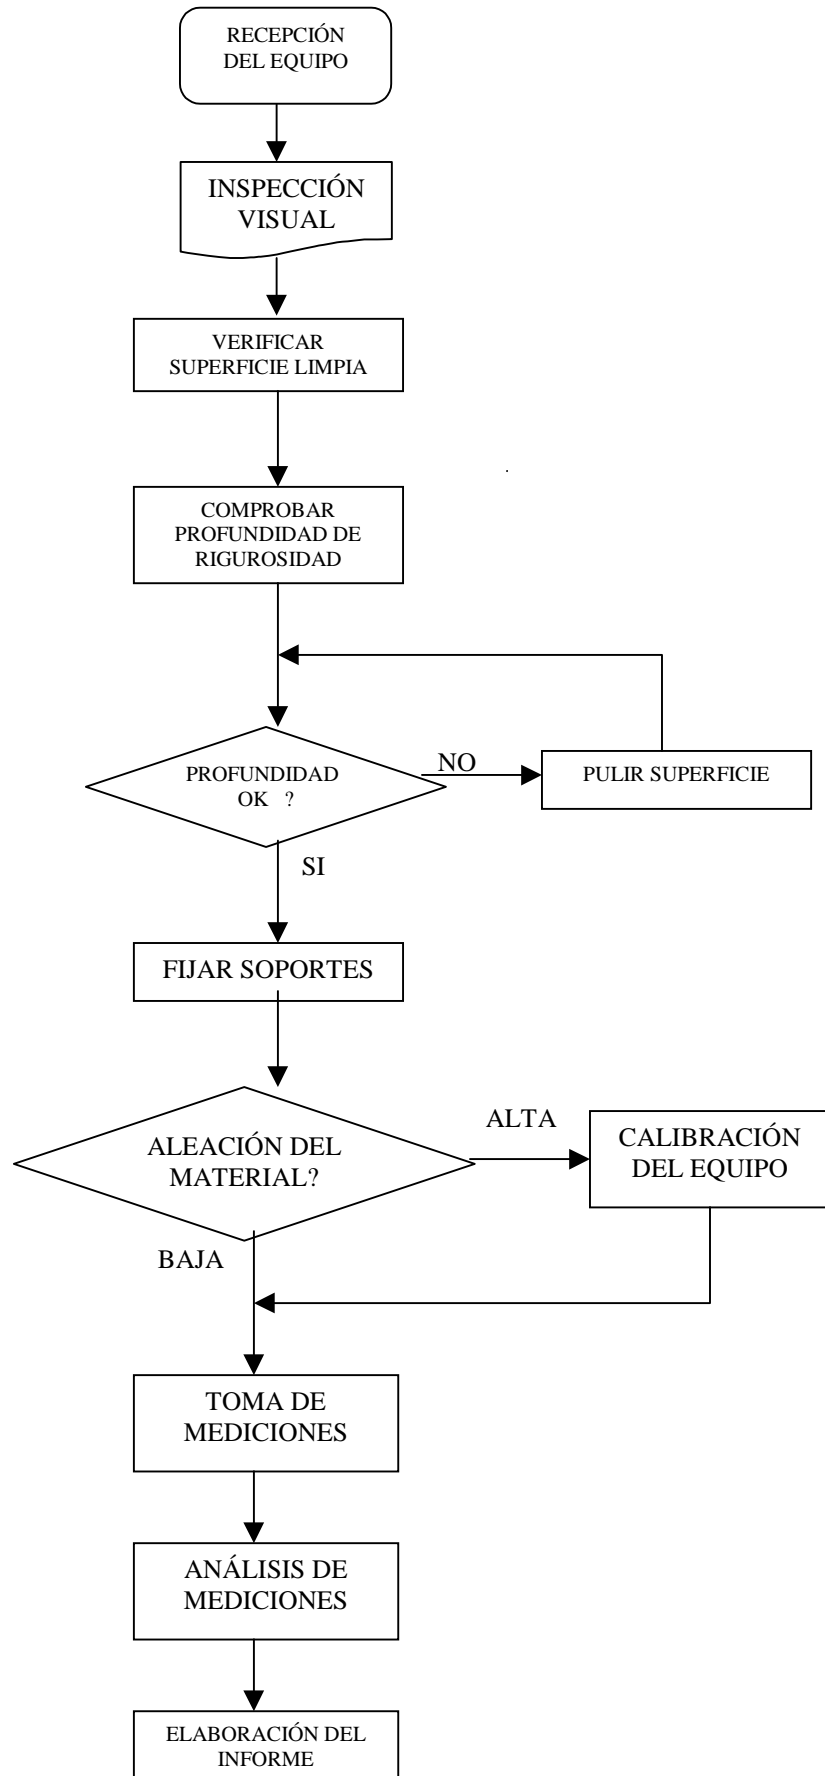 RECEPCIÓN
DEL EQUIPO
INSPECCIÓN
VISUAL
VERIFICAR
SUPERFICIE LIMPIA
COMPROBAR
PROFUNDIDAD DE
RIGUROSIDAD
PROFUNDIDAD
OK ?
NO
PULIR SUPERFICIE
SI
FIJAR SOPORTES
ALEACIÓN DEL
MATERIAL?
ALTA
CALIBRACIÓN
DEL EQUIPO
BAJA
TOMA DE
MEDICIONES
ANÁLISIS DE
MEDICIONES
ELABORACIÓN DEL
INFORME